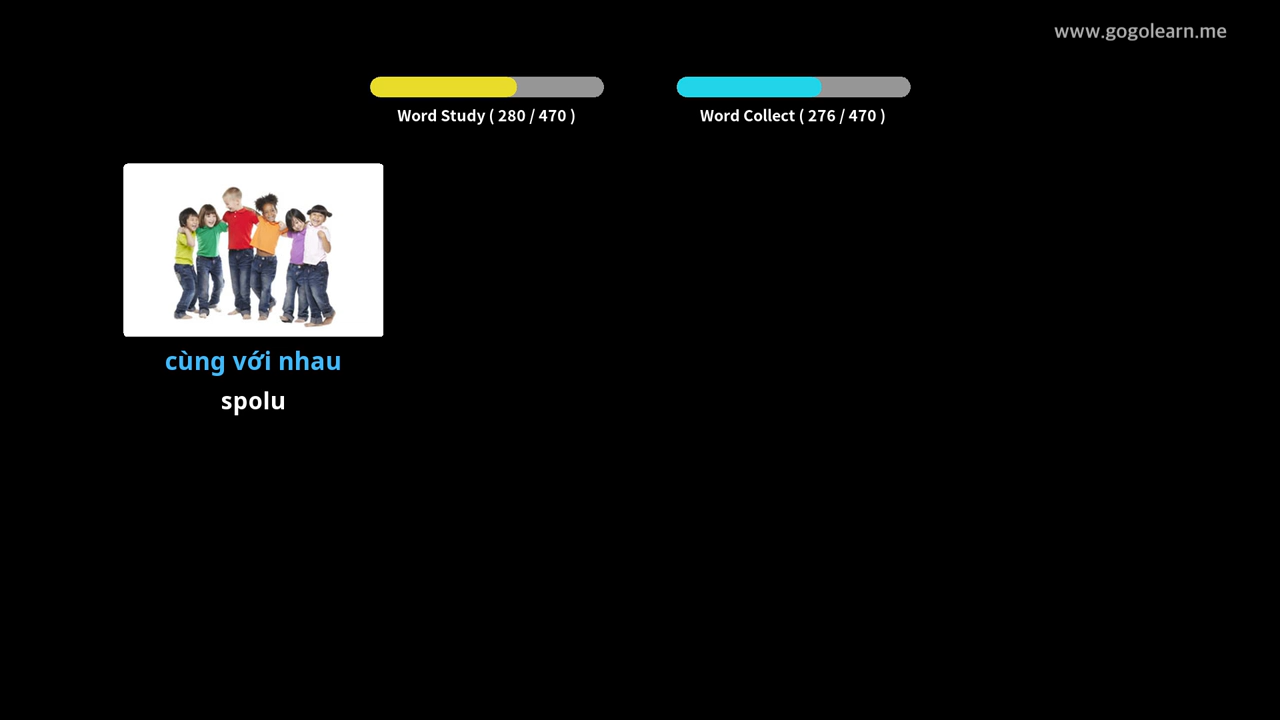 www.gogolearn.me
Word Study ( 280 / 470 )
Word Collect ( 276 / 470 )
cùng với nhau
spolu